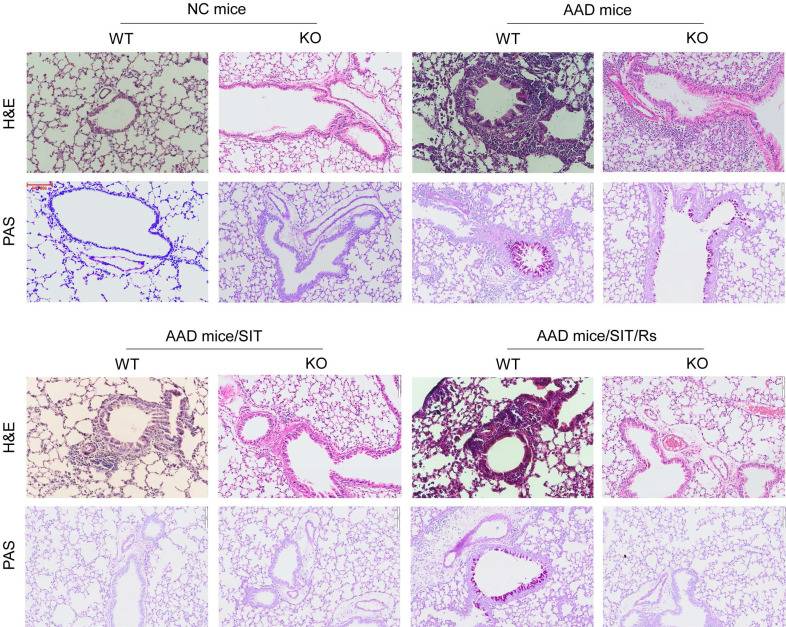 NC mice AAD mice
WT KO WT KO
H&E
PAS
AAD mice/SIT AAD mice/SIT/Rs
WT KO WT KO
H&E
PAS